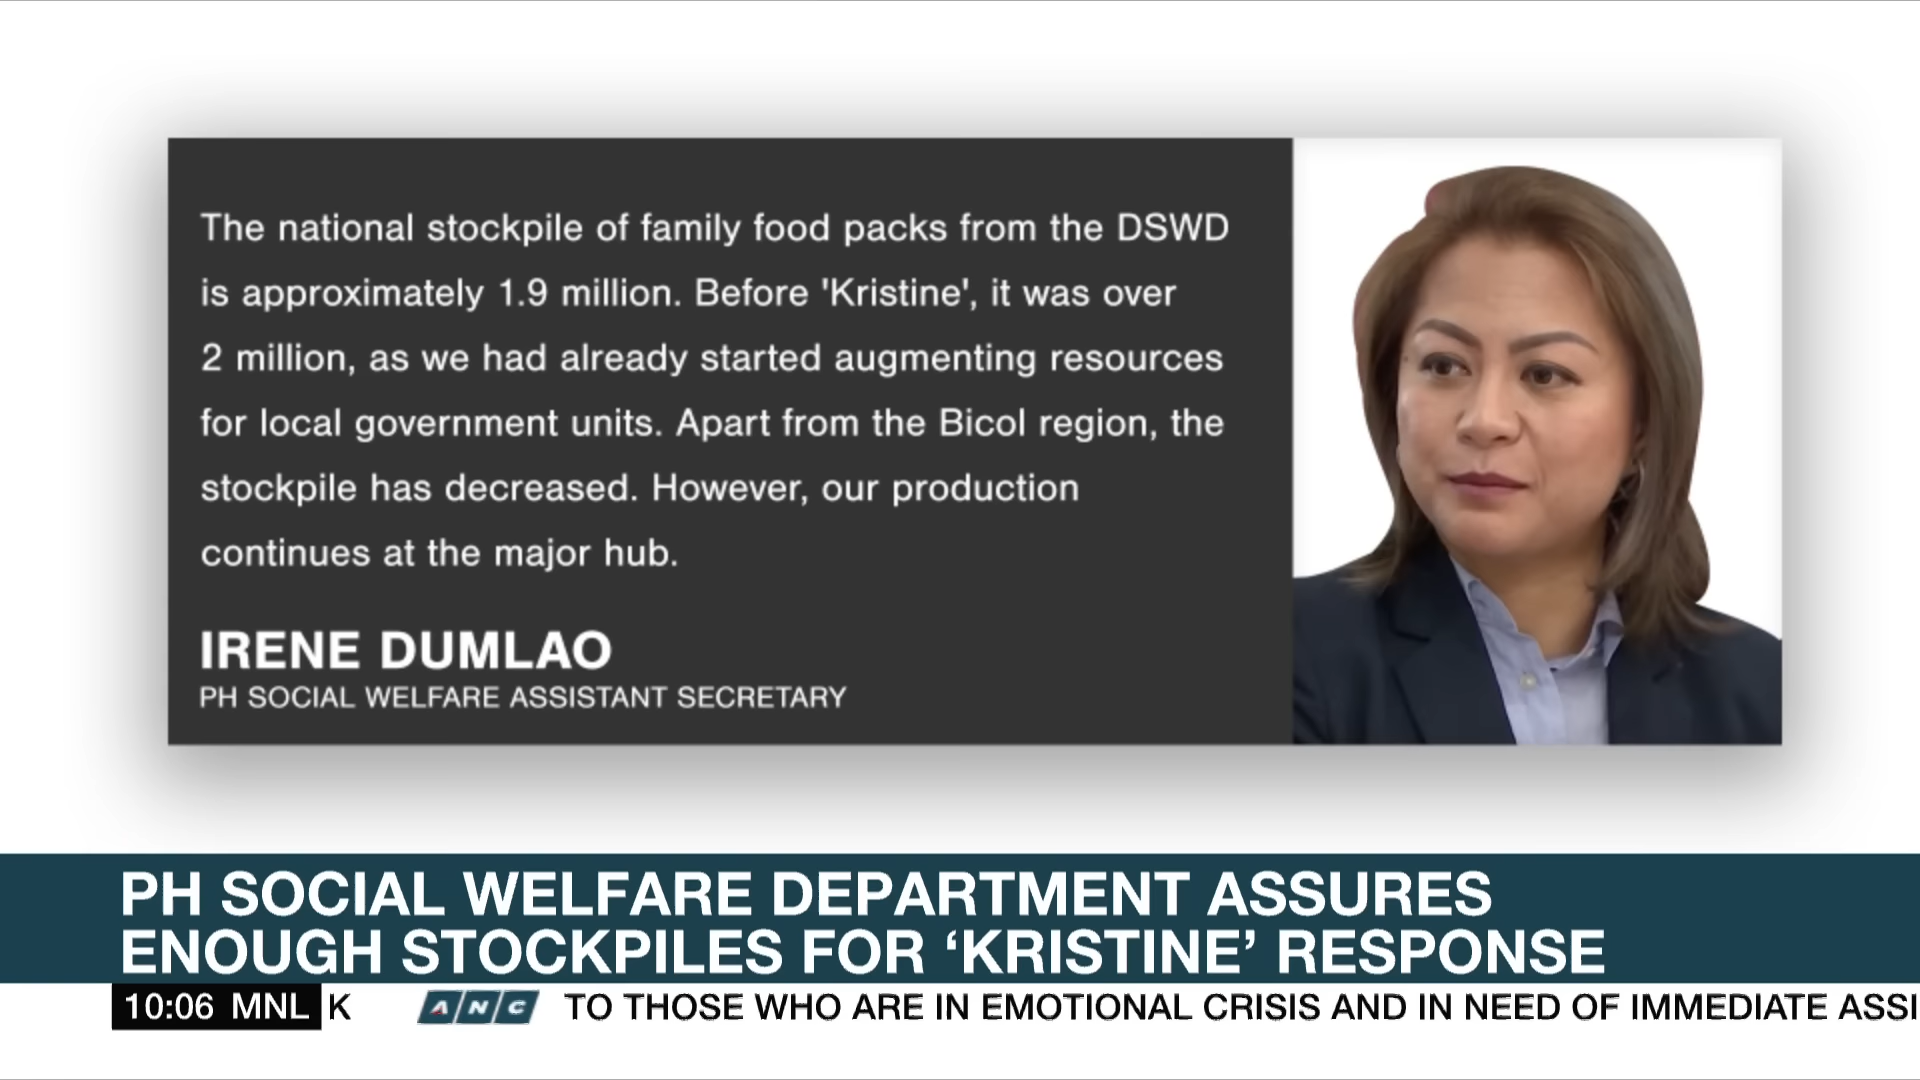 The national stockpile of family food packs from the DSWD
is approximately 1.9 million. Before 'Kristine', it was over
2 million, as we had already started augmenting resources
for local government units. Apart from the Bicol region, the
stockpile has decreased. However, our production
continues at the major hub.
IRENE DUMLAO
PH SOCIAL WELFARE ASSISTANT SECRETARY
PH SOCIAL WELFARE DEPARTMENT ASSURES
ENOUGH STOCKPILES FOR ‘KRISTINE’ RESPONSE
10:06 MNL K ANC TO THOSE WHO ARE IN EMOTIONAL CRISIS AND IN NEED OF IMMEDIATE ASSI